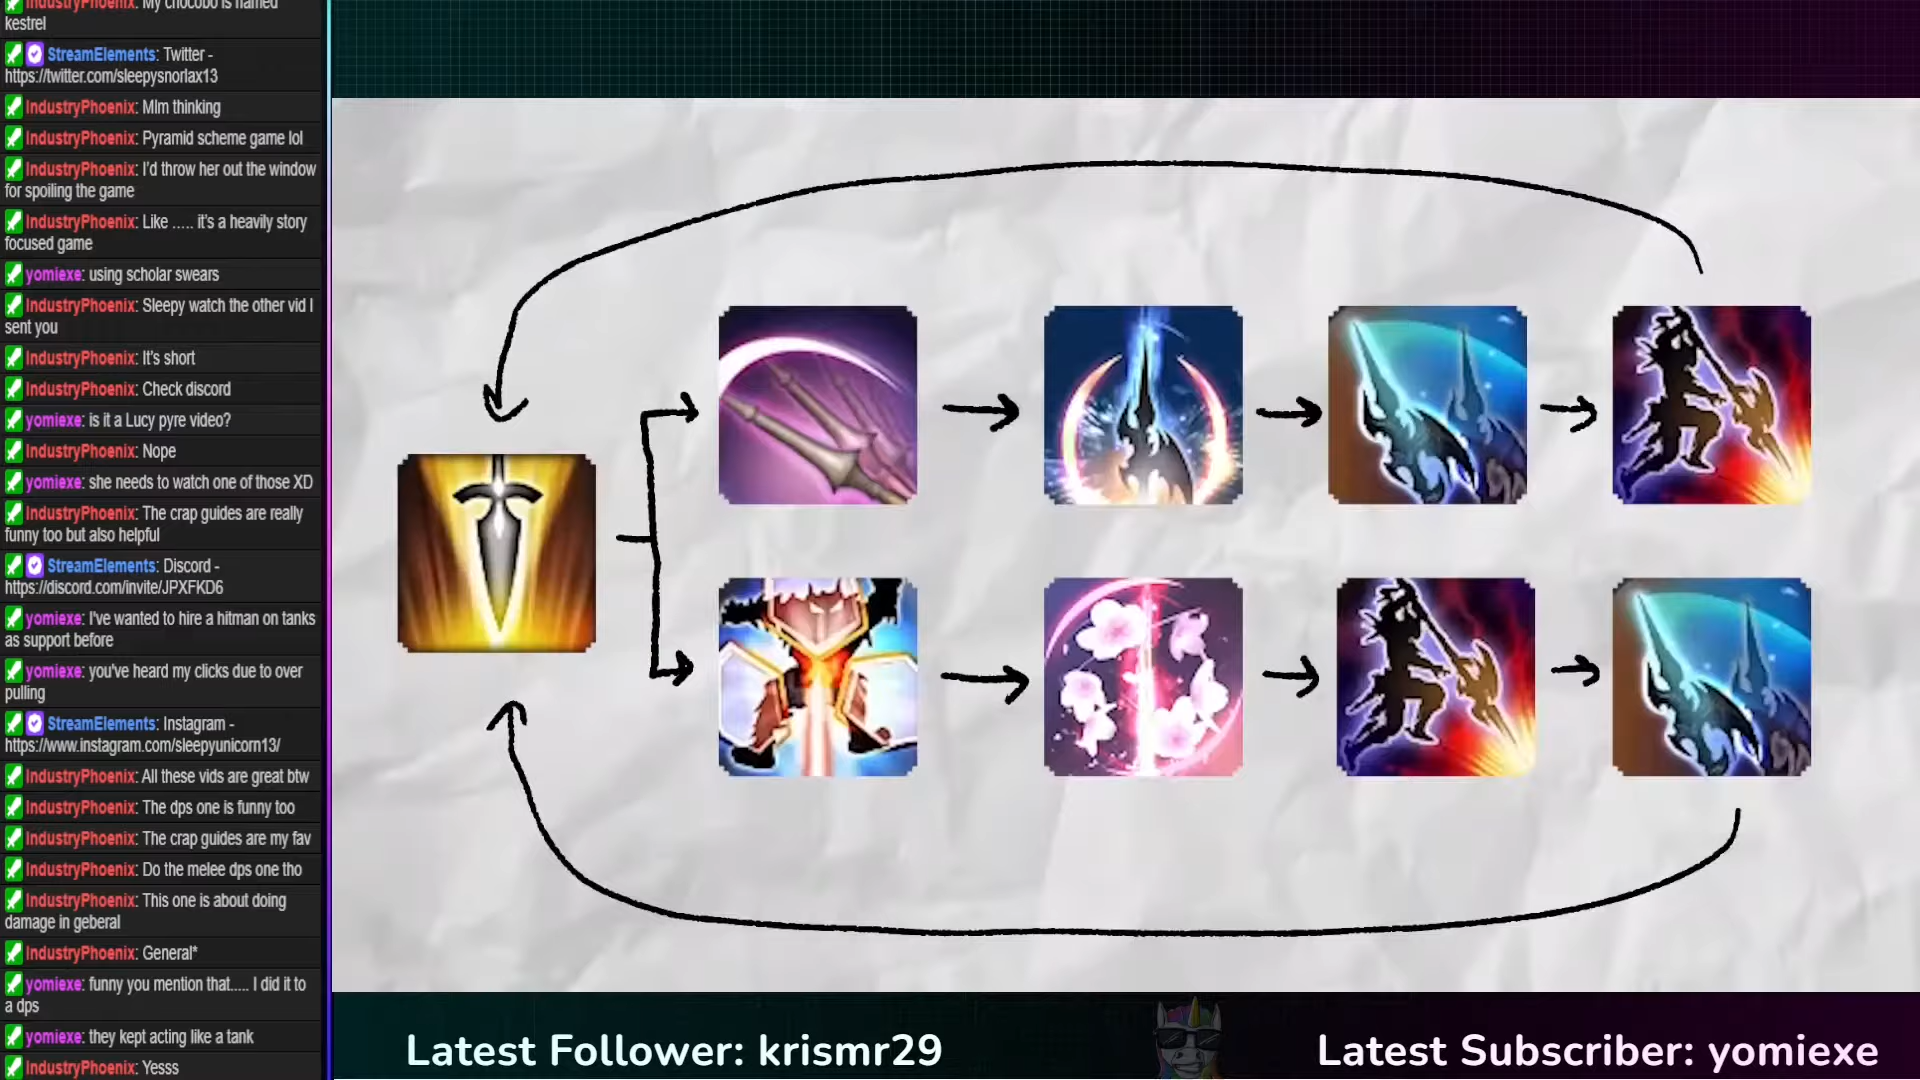 IndustryPhoenix: My chocobo is named
kestrel
StreamElements: Twitter -
https://twitter.com/sleepysnorlax13
IndustryPhoenix: Mlm thinking
IndustryPhoenix: Pyramid scheme game lol
IndustryPhoenix: I'd throw her out the window
for spoiling the game
IndustryPhoenix: Like ..... it's a heavily story
focused game
yomiexe: using scholar swears
IndustryPhoenix: Sleepy watch the other vid I
sent you
IndustryPhoenix: It's short
IndustryPhoenix: Check discord
yomiexe: is it a Lucy pyre video?
IndustryPhoenix: Nope
yomiexe: she needs to watch one of those XD
IndustryPhoenix: The crap guides are really
funny too but also helpful
StreamElements: Discord -
https://discord.com/invite/JPXFKD6
yomiexe: I've wanted to hire a hitman on tanks
as support before
yomiexe: you've heard my clicks due to over
pulling
StreamElements: Instagram -
https://www.instagram.com/sleepyunicorn13/
IndustryPhoenix: All these vids are great btw
IndustryPhoenix: The dps one is funny too
IndustryPhoenix: The crap guides are my fav
IndustryPhoenix: Do the melee dps one tho
IndustryPhoenix: This one is about doing
damage in geberal
IndustryPhoenix: General*
yomiexe: funny you mention that..... I did it to
a dps
yomiexe: they kept acting like a tank
IndustryPhoenix: Yesss
Latest Follower: krismr29
Latest Subscriber: yomiexe